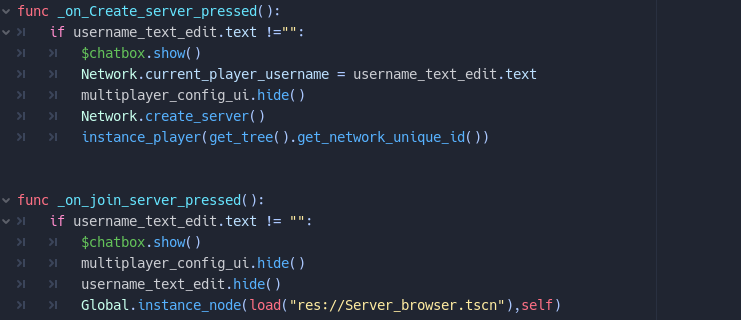 func _on_Create_server_pressed():
if username_text_edit.text !="":
$chatbox.show()
Network.current_player_username = username_text_edit.text
multiplayer_config_ui.hide()
Network.create_server()
instance_player(get_tree().get_network_unique_id())
func _on_join_server_pressed():
if username_text_edit.text != "":
$chatbox.show()
multiplayer_config_ui.hide()
username_text_edit.hide()
Global.instance_node(load("res://Server_browser.tscn"),self)